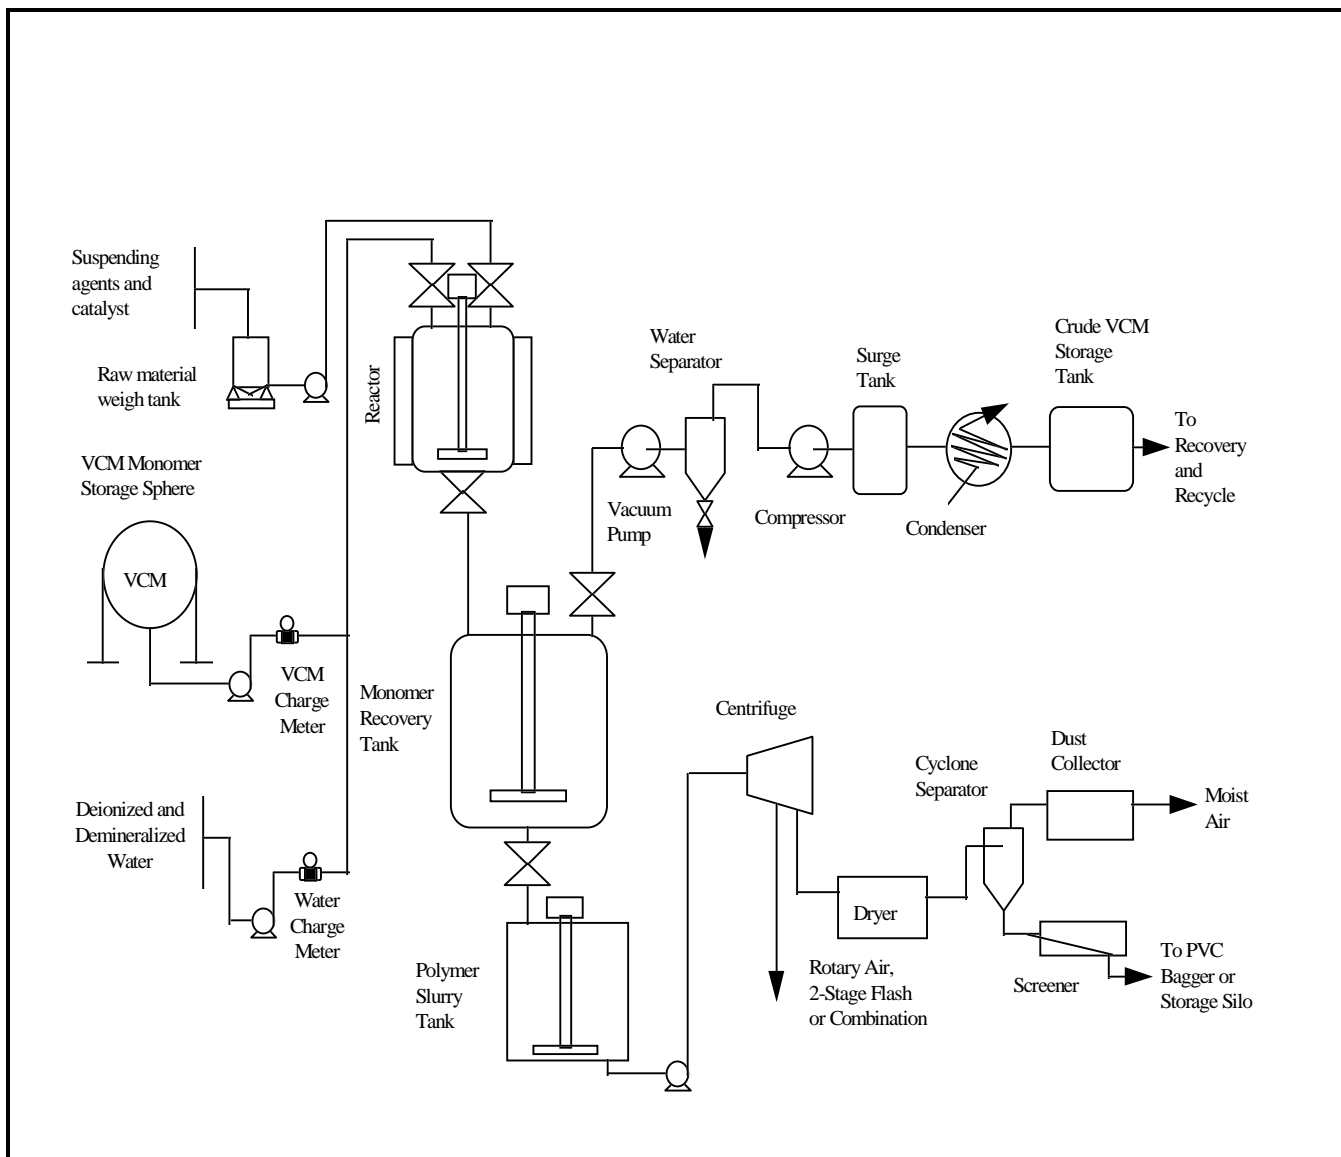 Suspending
agents and
catalyst
Raw material
weigh tank
Reactor
VCM Monomer
Storage Sphere
VCM
VCM
Charge
Meter
Monomer
Recovery
Tank
Deionized and
Demineralized
Water
Water
Charge
Meter
Polymer
Slurry
Tank
Water
Separator
Vacuum
Pump
Compressor
Surge
Tank
Condenser
Crude VCM
Storage
Tank
To
Recovery
and
Recycle
Centrifuge
Rotary Air,
2-Stage Flash
or Combination
Dryer
Cyclone
Separator
Dust
Collector
Moist
Air
Screener
To PVC
Bagger or
Storage Silo